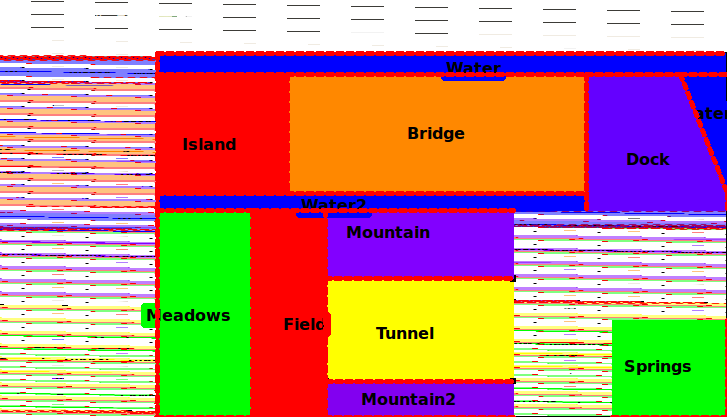 Water
Island
Bridge
Dock
Water2
Mountain
Meadows
Field
Tunnel
Springs
Mountain2